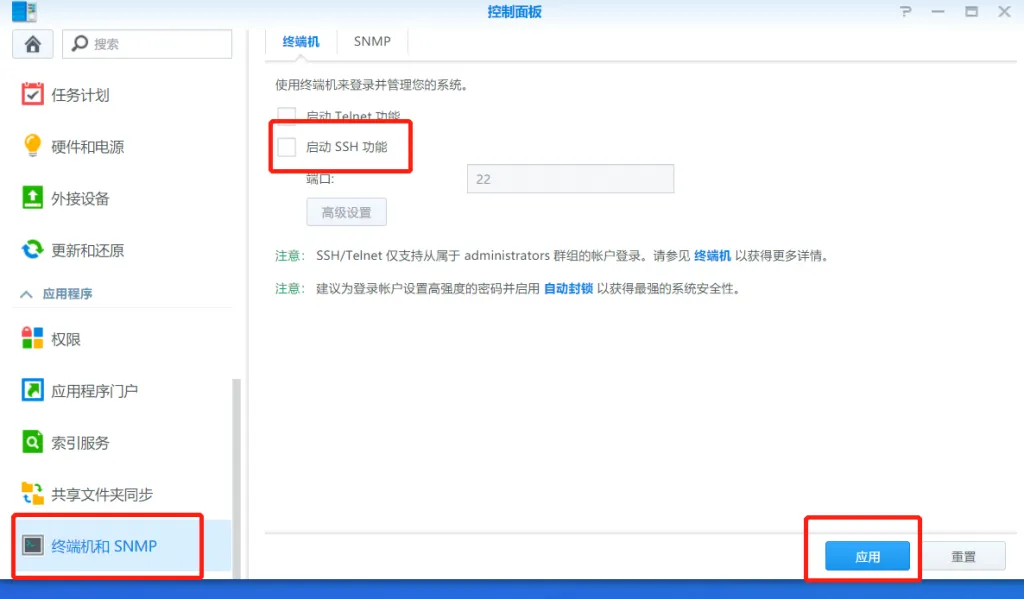 控制面板
搜索
任务计划
硬件和电源
外接设备
更新和还原
应用程序
权限
应用程序门户
索引服务
共享文件夹同步
终端机和 SNMP
终端机 SNMP
使用终端机来登录并管理您的系统。
启动 Telnet 功能
启动 SSH 功能
端口: 22
高级设置
注意: SSH/Telnet 仅支持从属于 administrators 群组的帐户登录。请参见 终端机 以获得更多详情。
注意: 建议为登录帐户设置高强度的密码并启用 自动封锁 以获得最强的系统安全性。
应用 重置